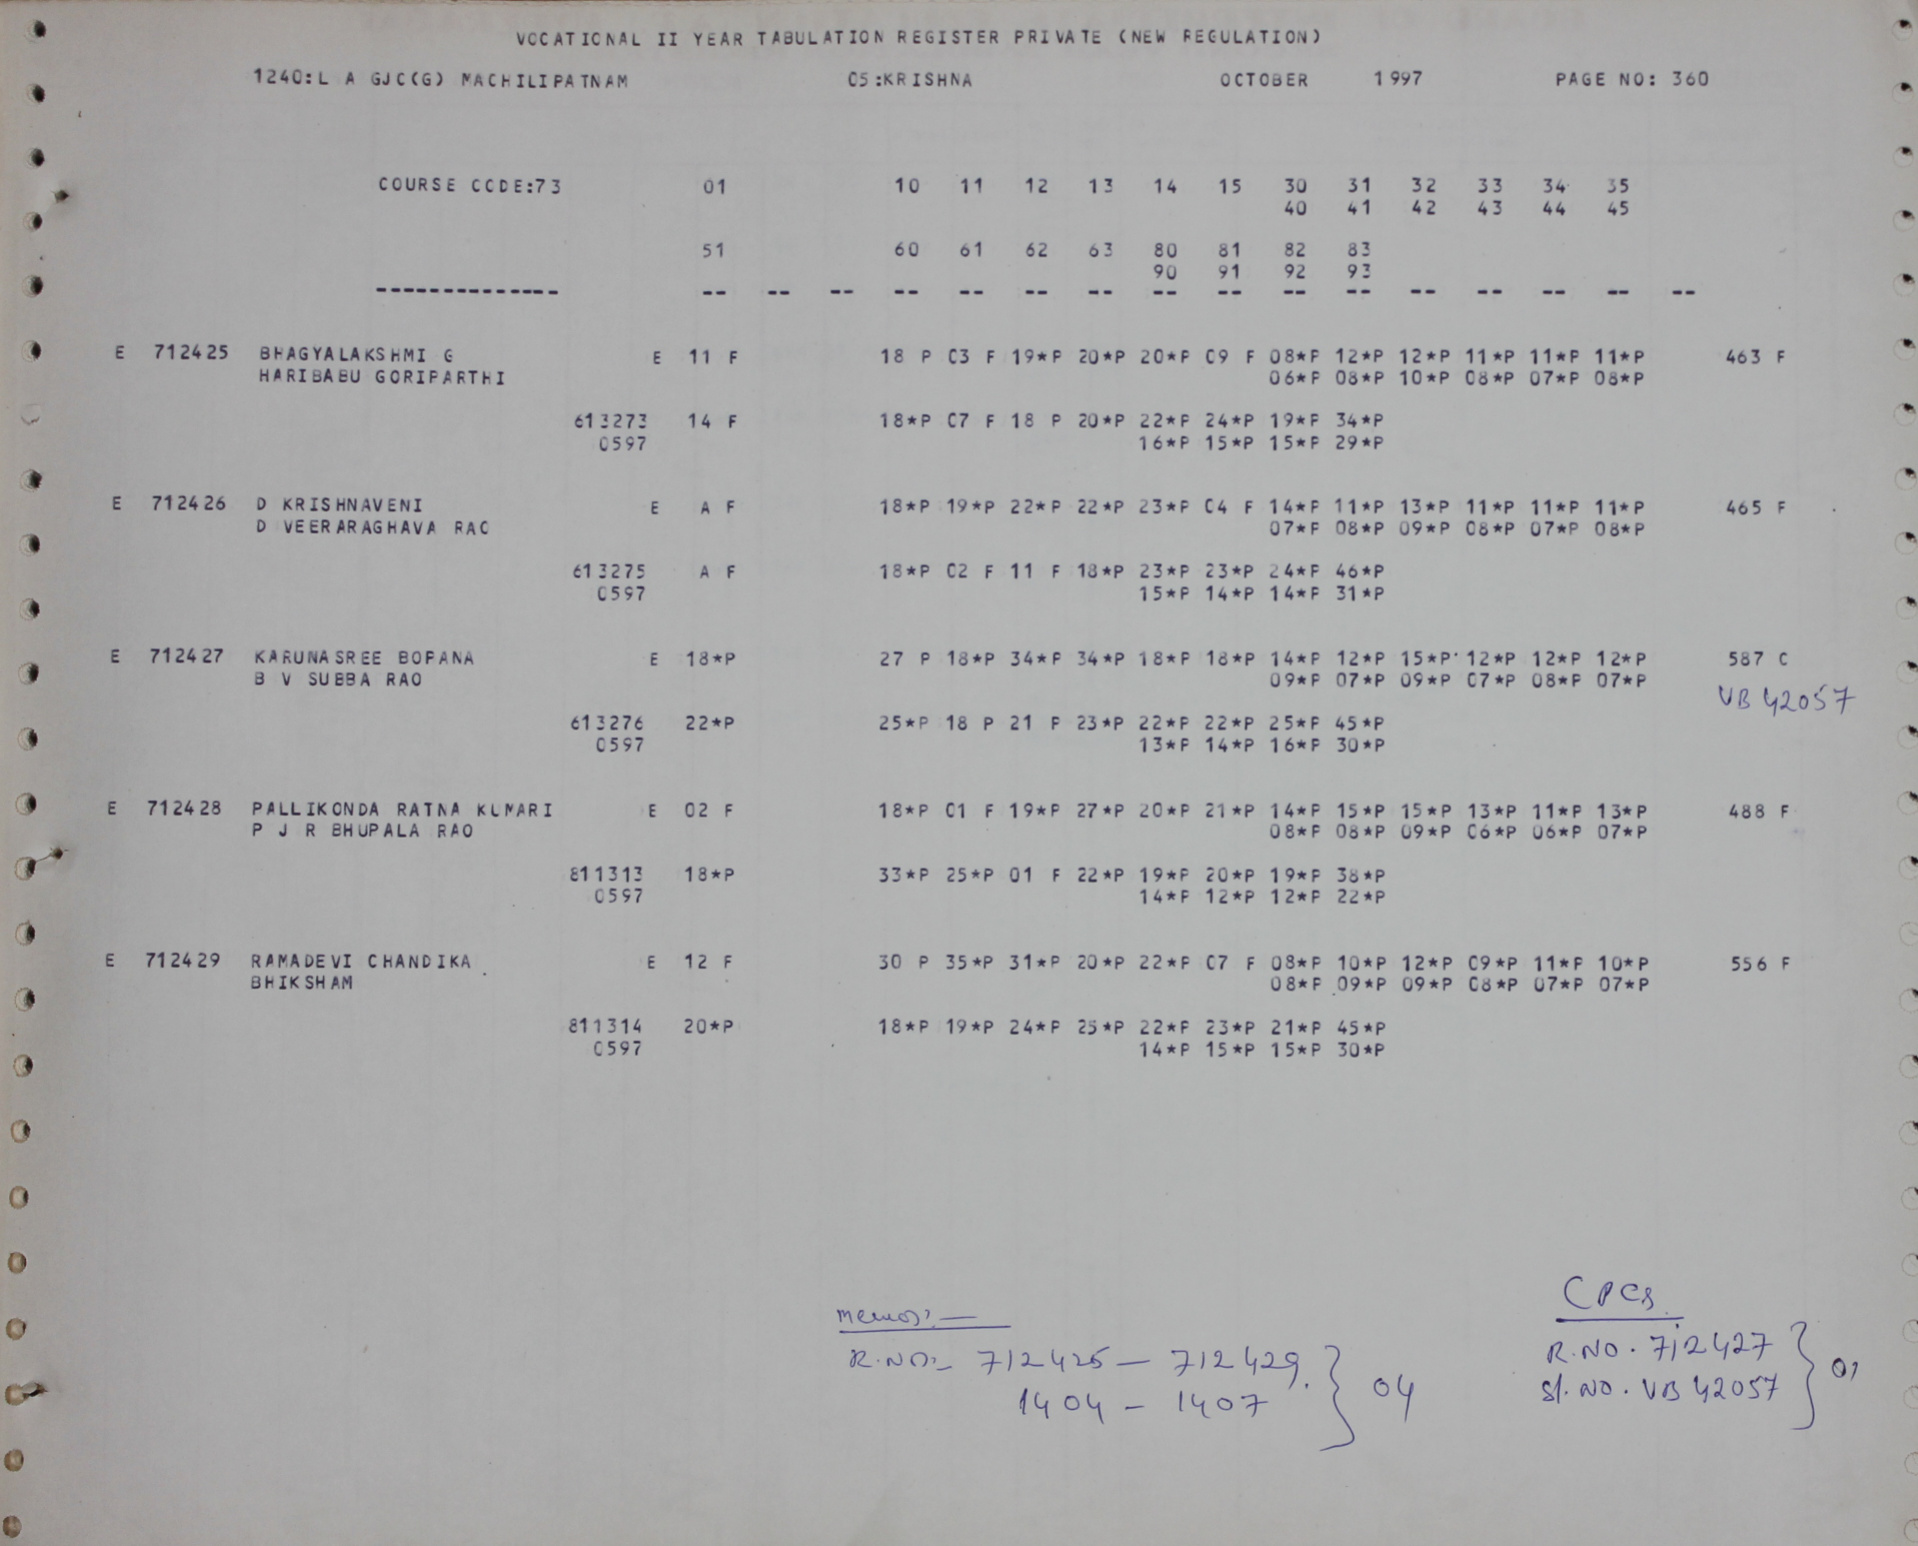 VOCATIONAL II YEAR TABULATION REGISTER PRIVATE (NEW REGULATION)
1240:L A GJC(G) MACHILIPATNAM 05:KRISHNA OCTOBER 1997 PAGE NO: 360
COURSE CODE:73 01 10 11 12 13 14 15 30 31 32 33 34 35
40 41 42 43 44 45
51 60 61 62 63 80 81 82 83
90 91 92 93
-------------- -- -- -- -- -- -- -- -- -- -- -- -- -- -- -- --
E 712425 BHAGYALAKSHMI G E 11 F 18 P 03 F 19*P 20*P 20*P 09 F 08*P 12*P 12*P 11*P 11*P 11*P 463 F
HARIBABU GORIPARTHI 06*P 08*P 10*P 08*P 07*P 08*P
613273 14 F 18*P 07 F 18 P 20*P 22*P 24*P 19*P 34*P
0597 16*P 15*P 15*P 29*P
E 712426 D KRISHNAVENI E A F 18*P 19*P 22*P 22*P 23*P 04 F 14*P 11*P 13*P 11*P 11*P 11*P 465 F
D VEERARAGHAVA RAO 07*P 08*P 09*P 08*P 07*P 08*P
613275 A F 18*P 02 F 11 F 18*P 23*P 23*P 24*P 46*P
0597 15*P 14*P 14*P 31*P
E 712427 KARUNASREE BOPANA E 18*P 27 P 18*P 34*P 34*P 18*P 18*P 14*P 12*P 15*P 12*P 12*P 12*P 587 C
B V SUBBA RAO 09*P 07*P 09*P 07*P 08*P 07*P
VB 42057
613276 22*P 25*P 18 P 21 P 23*P 22*P 22*P 25*P 45*P
0597 13*P 14*P 16*P 30*P
E 712428 PALLIKONDA RATNA KUMARI E 02 F 18*P 01 F 19*P 27*P 20*P 21*P 14*P 15*P 15*P 13*P 11*P 13*P 488 F
P J R BHUPALA RAO 08*P 08*P 09*P 06*P 06*P 07*P
811313 18*P 33*P 25*P 01 F 22*P 19*P 20*P 19*P 38*P
0597 14*P 12*P 12*P 22*P
E 712429 RAMADEVI CHANDIKA E 12 F 30 P 35*P 31*P 20*P 22*P 07 F 08*P 10*P 12*P 09*P 11*P 10*P 556 F
BHIKSHAM 08*P 09*P 09*P 08*P 07*P 07*P
811314 20*P 18*P 19*P 24*P 25*P 22*P 23*P 21*P 45*P
0597 14*P 15*P 15*P 30*P
memos:—
R.NO:- 712425 — 712429.
1404 - 1407 } 04
CPCs
R.NO. 712427
Sl. NO. VB 42057 } 01